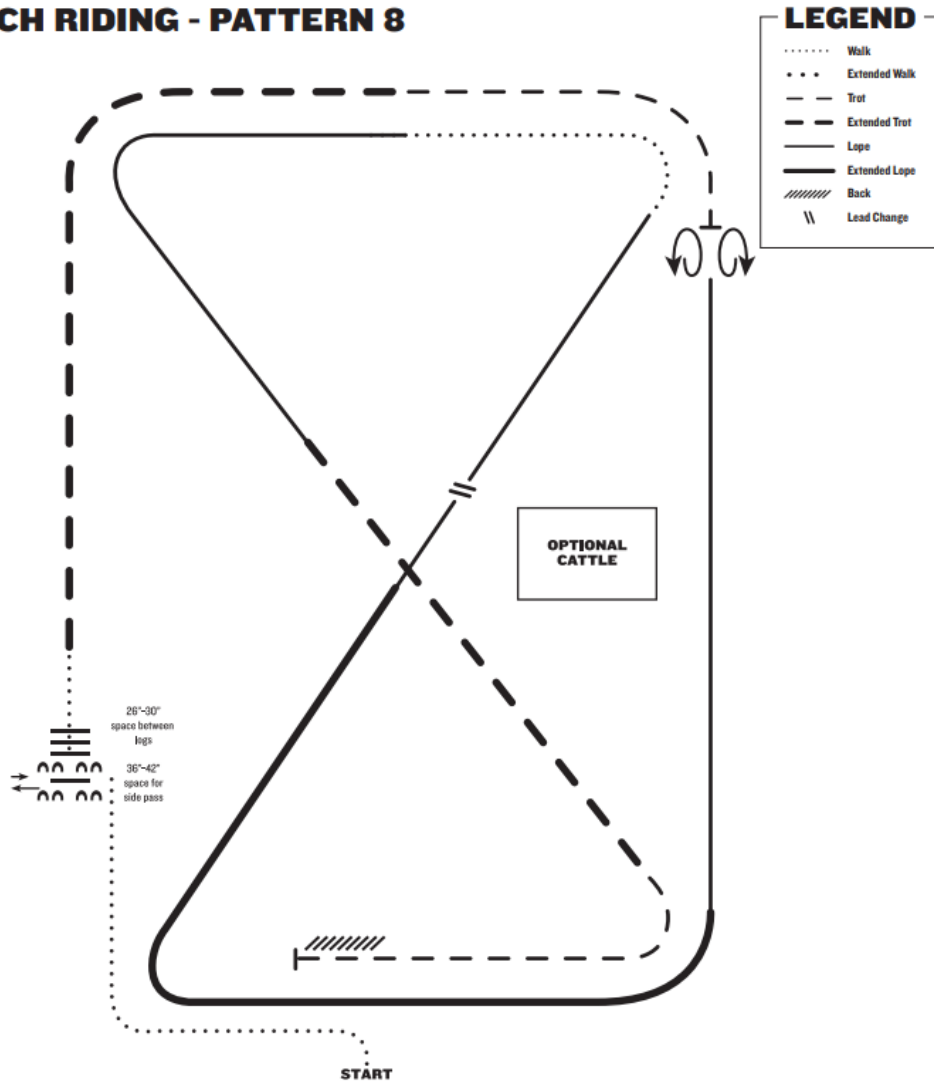 CH RIDING - PATTERN 8
LEGEND
Walk
Extended Walk
Trot
Extended Trot
Lope
Extended Lope
Back
Lead Change
OPTIONAL
CATTLE
26"-30"
space between
logs
36"-42"
space for
side pass
START